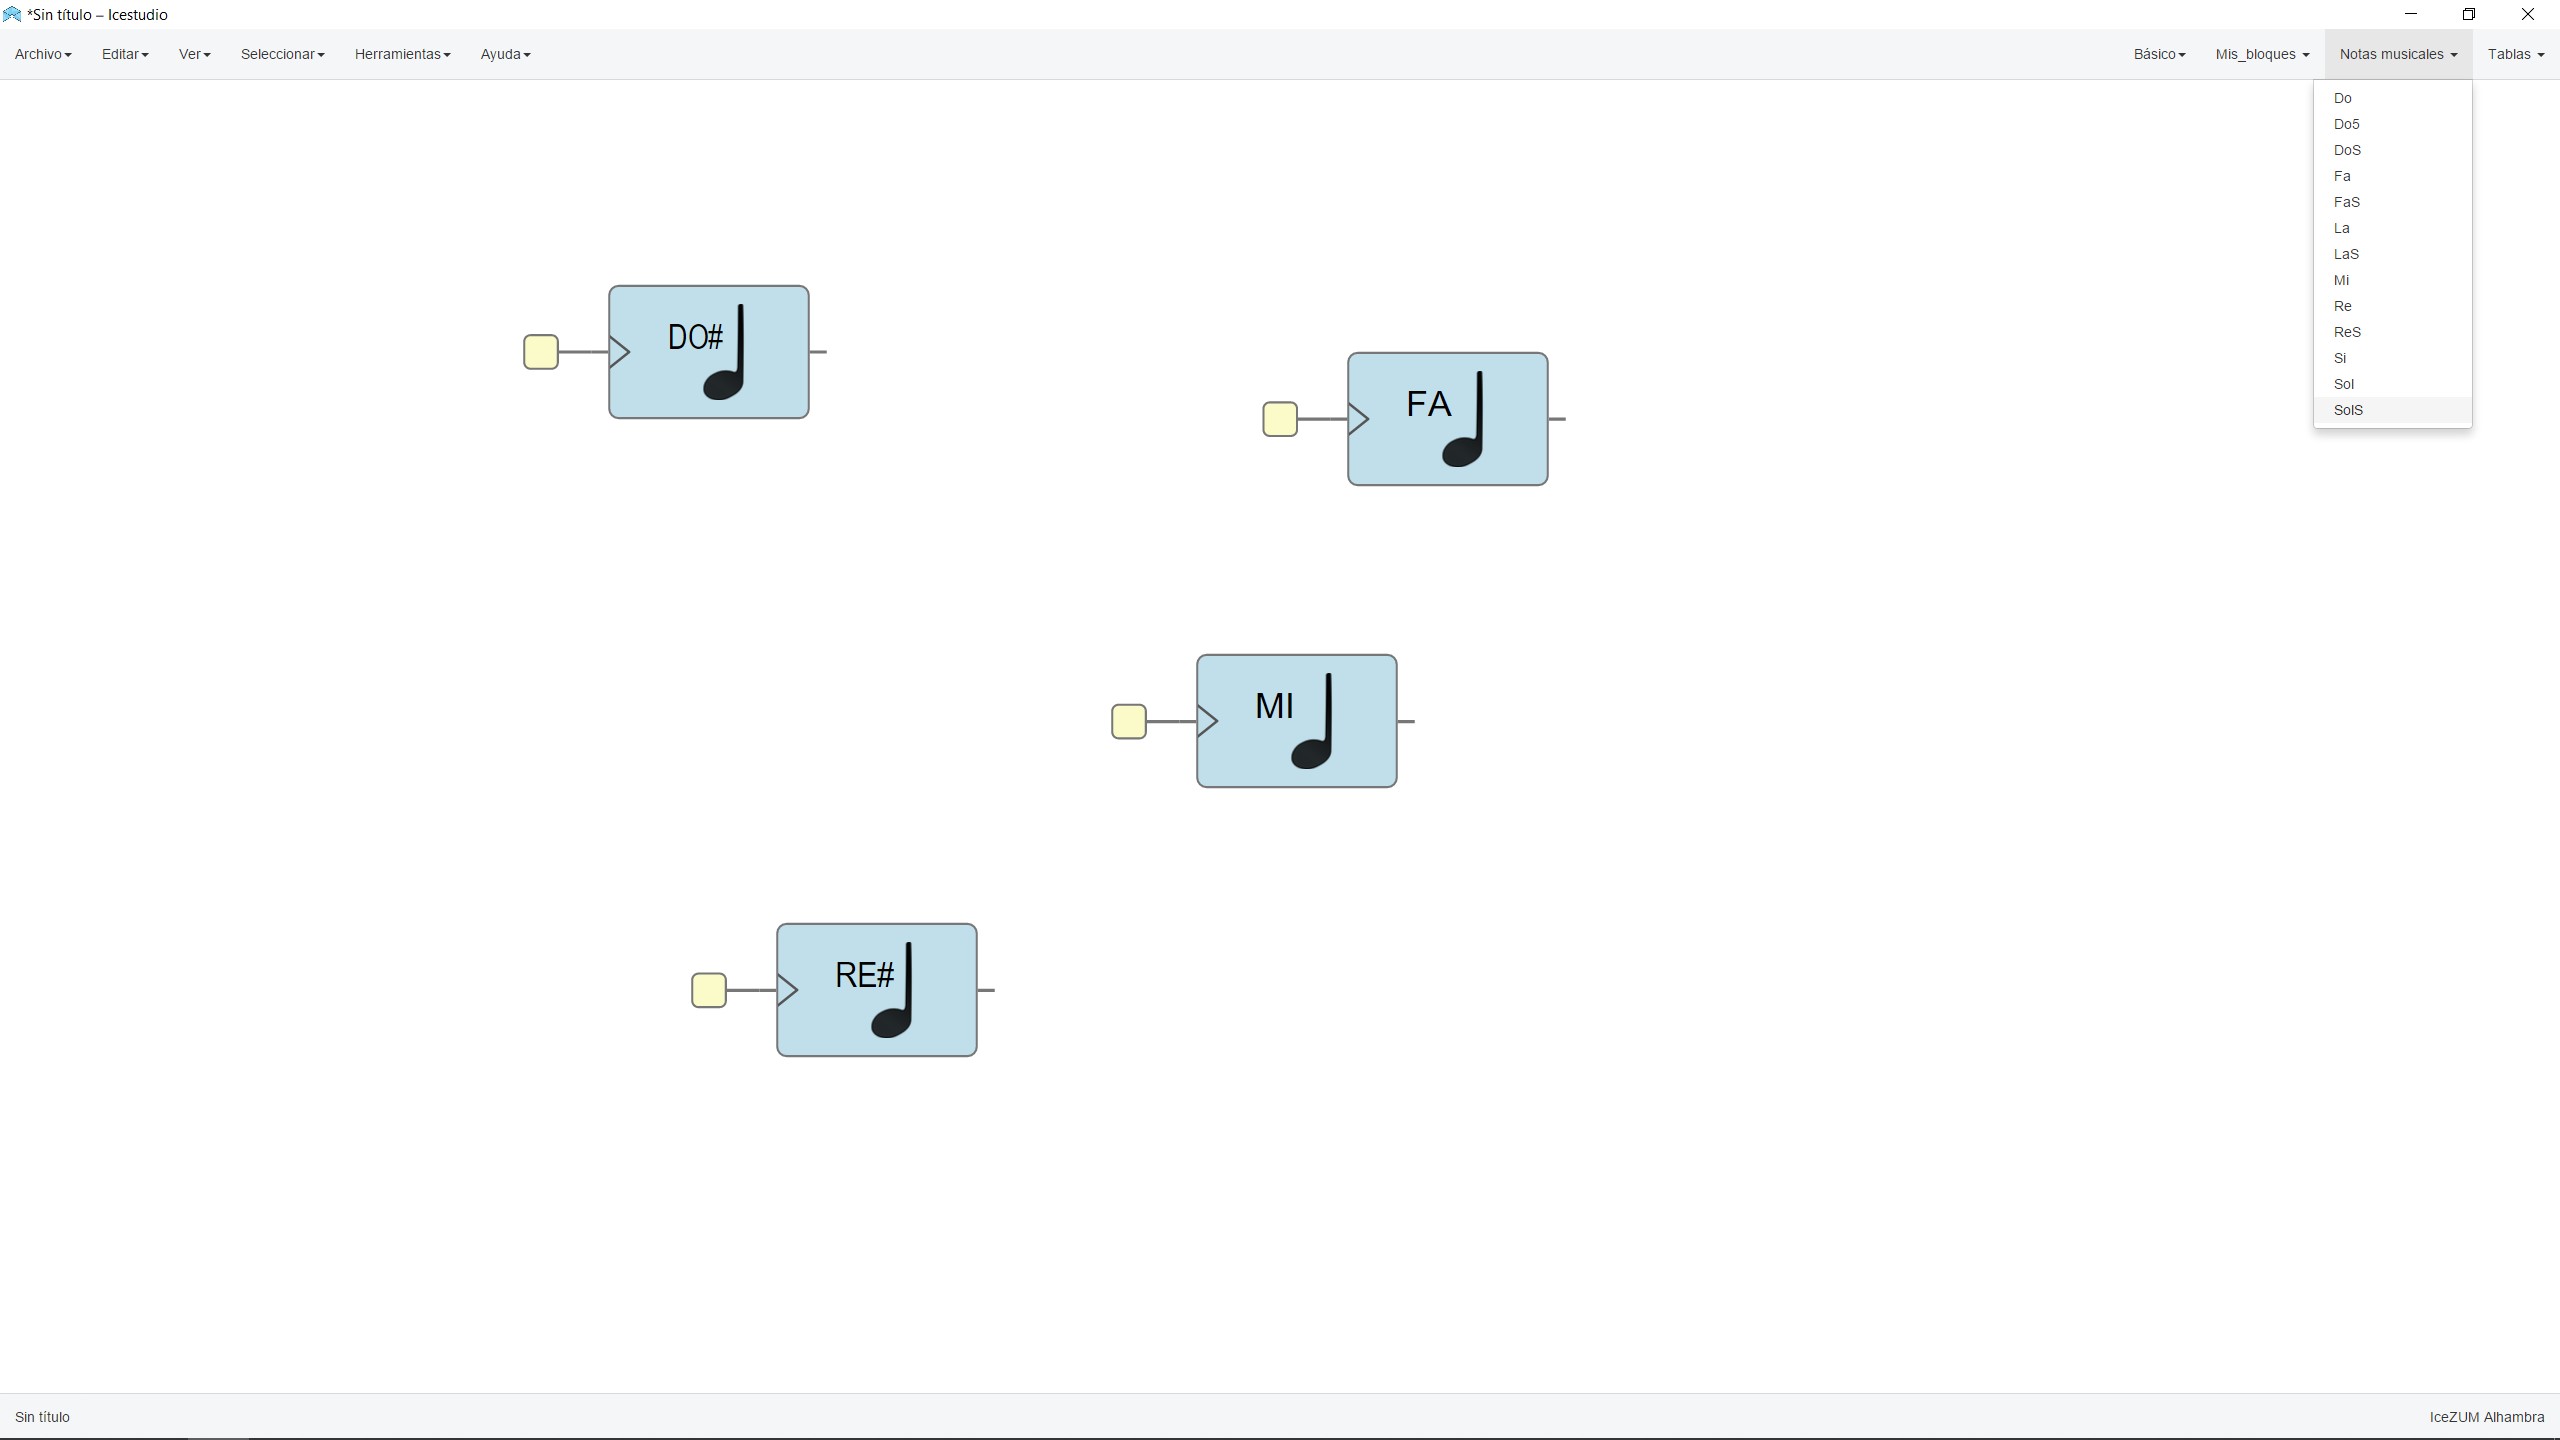 *Sin título – Icestudio
Archivo Editar Ver Seleccionar Herramientas Ayuda Básico Mis_bloques Notas musicales Tablas
Do
Do5
DoS
Fa
FaS
La
LaS
Mi
Re
ReS
Si
Sol
SolS
DO#
FA
MI
RE#
Sin título IceZUM Alhambra